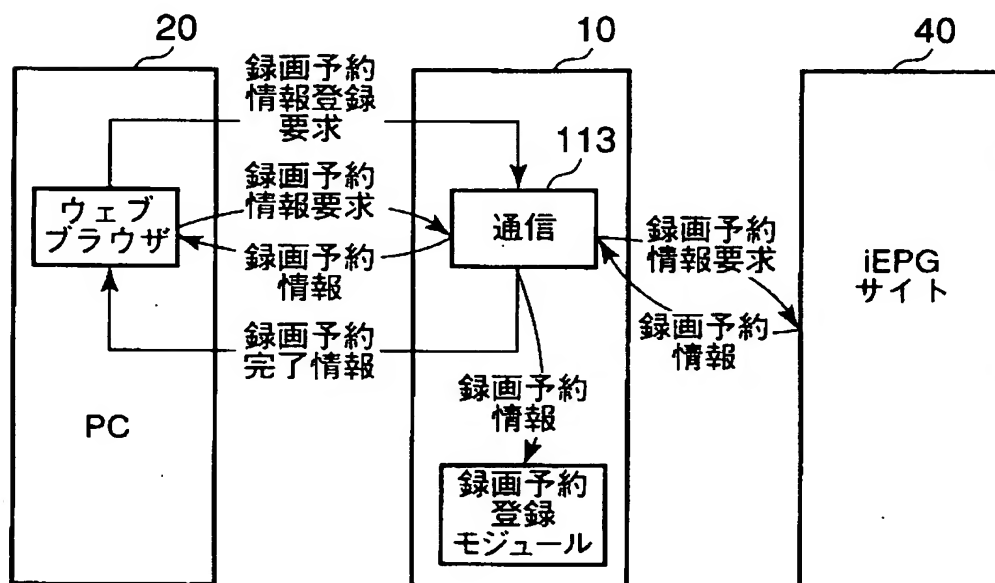 20
10
40
録画予約
情報登録
要求
113
ウェブ
ブラウザ
録画予約
情報要求
通信
録画予約
情報要求
iEPG
サイト
録画予約
情報
録画予約
情報
録画予約
完了情報
録画予約
情報
PC
録画予約
登録
モジュール